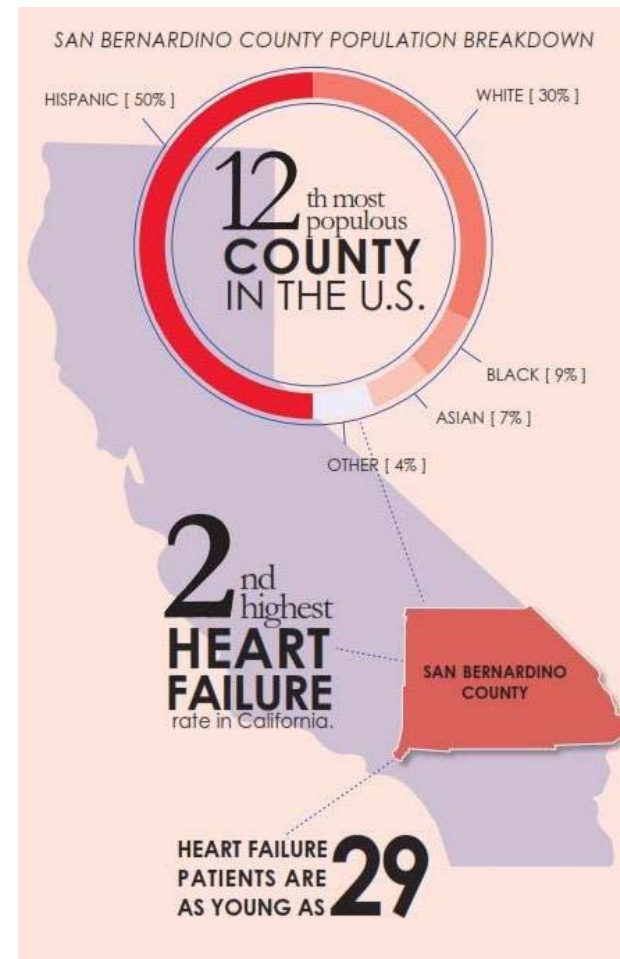 SAN BERNARDINO COUNTY POPULATION BREAKDOWN
HISPANIC [ 50% ]
WHITE [ 30% ]
12 th most
populous
COUNTY
IN THE U.S.
BLACK [ 9% ]
ASIAN [ 7% ]
OTHER [ 4% ]
2 nd
highest
HEART
FAILURE
rate in California.
SAN BERNARDINO
COUNTY
HEART FAILURE
PATIENTS ARE
AS YOUNG AS 29